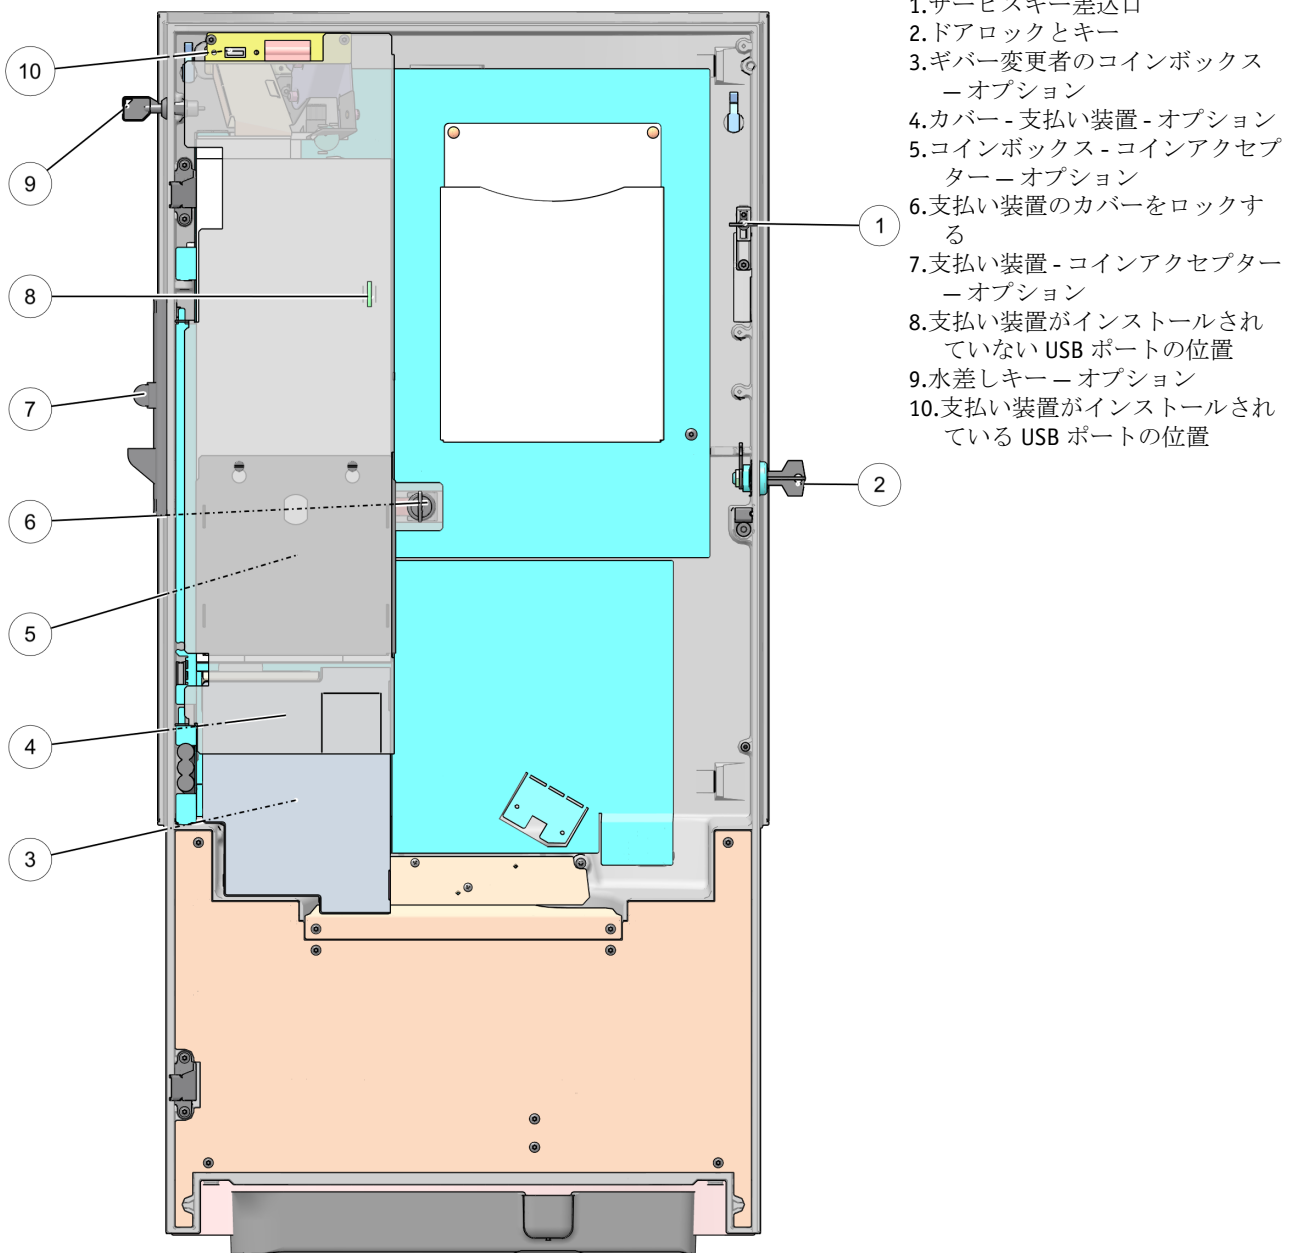 1.サービスキー差込口
2.ドアロックとキー
3.ギバー変更者のコインボックス
– オプション
4.カバー - 支払い装置 - オプション
5.コインボックス - コインアクセプ
ター – オプション
6.支払い装置のカバーをロックす
る
7.支払い装置 - コインアクセプター
– オプション
8.支払い装置がインストールされ
ていない USB ポートの位置
9.水差しキー – オプション
10.支払い装置がインストールされ
ている USB ポートの位置
10
9
8
7
6
5
4
3
1
2